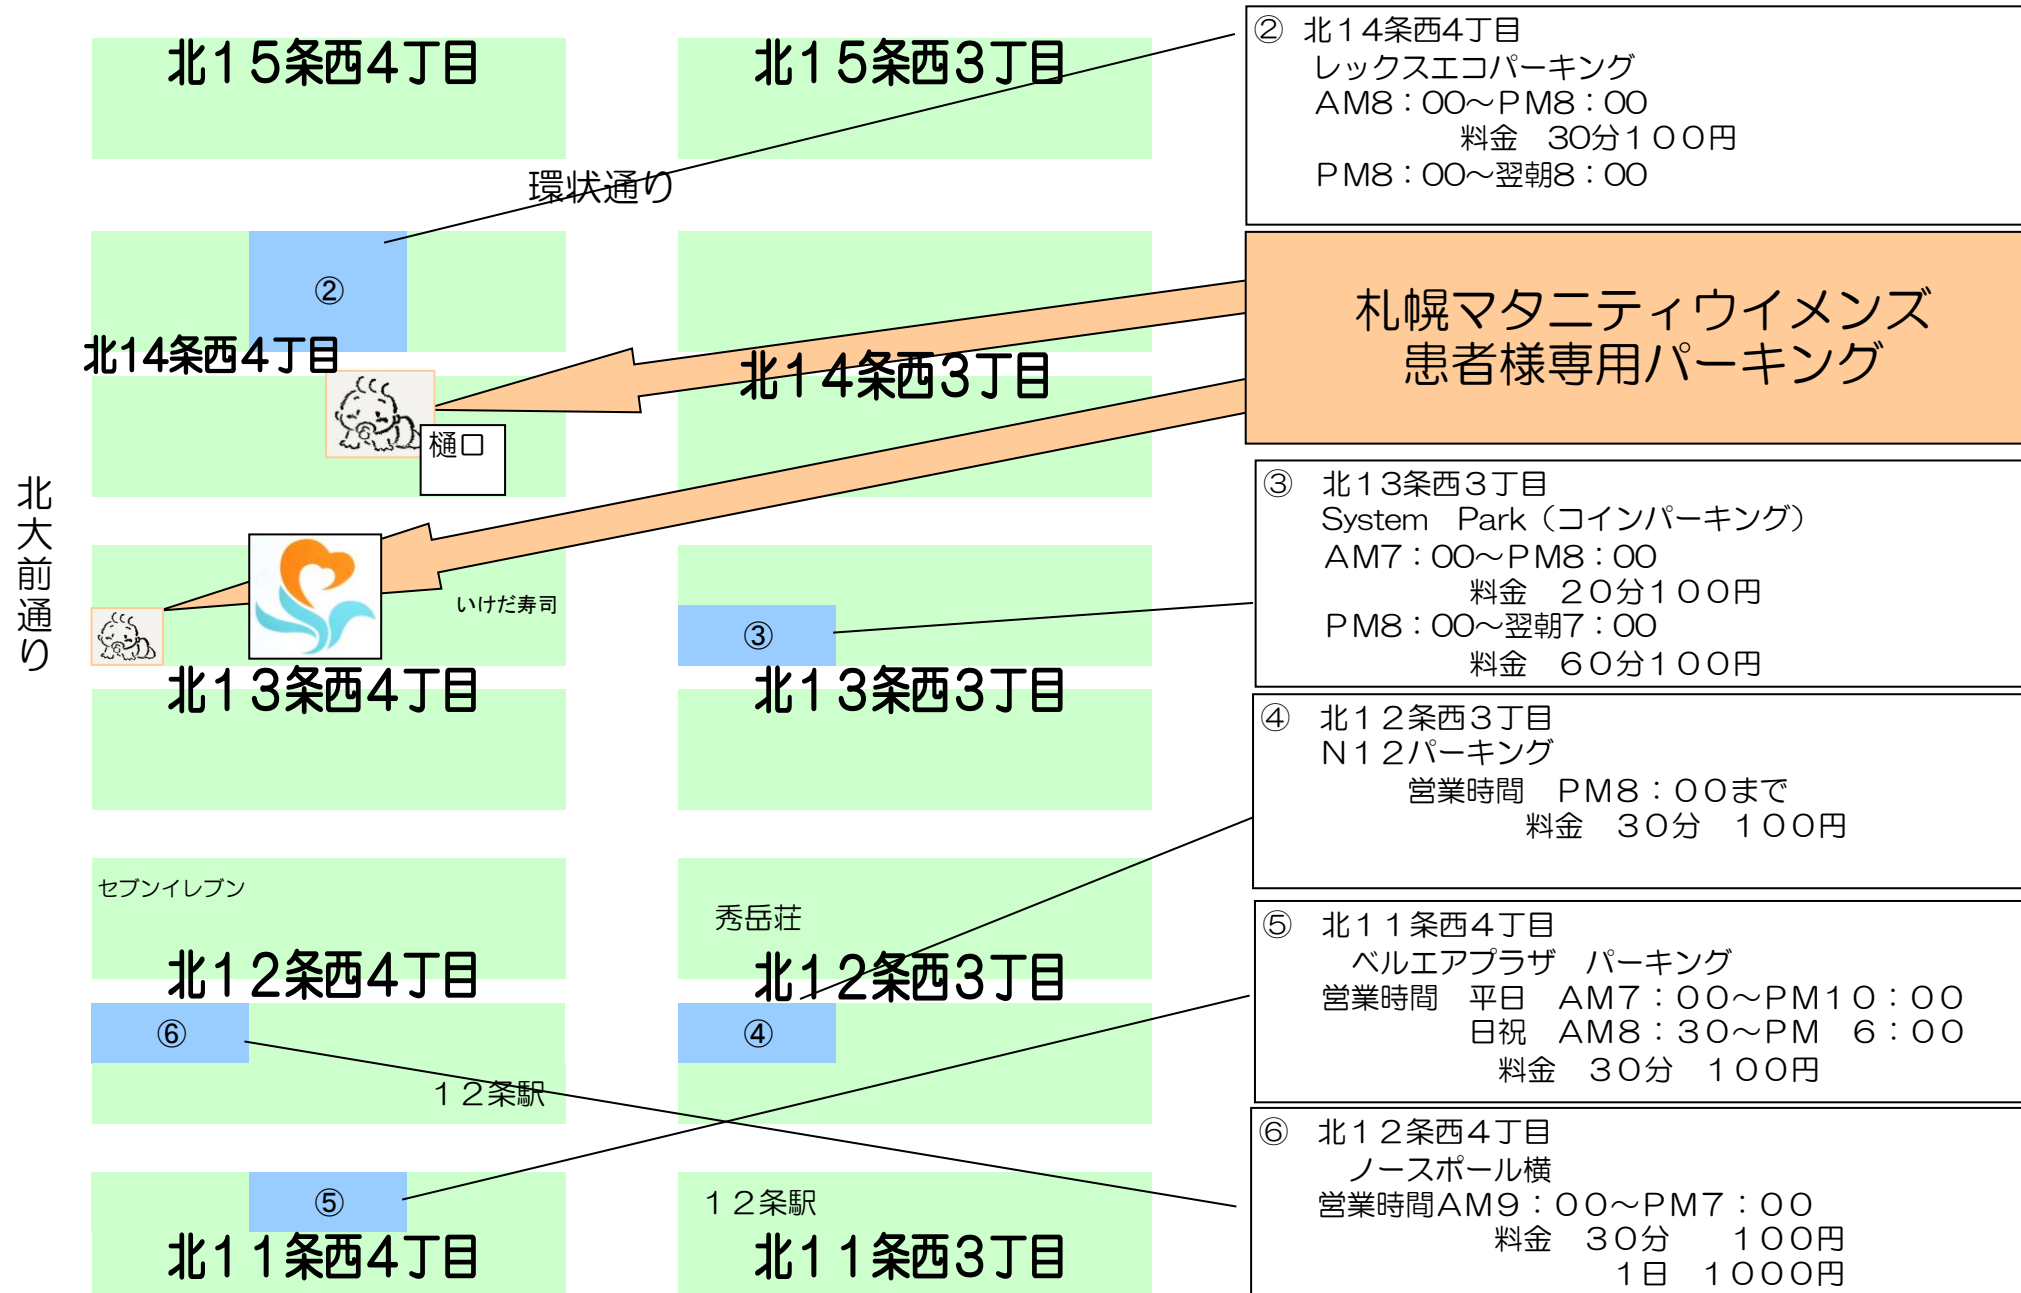 北１５条西４丁目
北１５条西３丁目
環状通り
②
北14条西４丁目
北１４条西３丁目
樋口
北大前通り
いけだ寿司
③
北１３条西４丁目
北１３条西３丁目
セブンイレブン
秀岳荘
北１２条西４丁目
北１２条西３丁目
⑥
④
１２条駅
⑤
１２条駅
北１１条西４丁目
北１１条西３丁目
② 北１４条西４丁目
レックスエコパーキング
ＡＭ８：００～ＰＭ８：００
料金　30分１００円
ＰＭ８：００～翌朝８：００
札幌マタニティウイメンズ
患者様専用パーキング
③　北１３条西３丁目
System　Park（コインパーキング）
ＡＭ７：００～ＰＭ８：００
料金　２０分１００円
ＰＭ８：００～翌朝７：００
料金　６０分１００円
④　北１２条西３丁目
Ｎ１２パーキング
営業時間　ＰＭ８：００まで
料金　３０分　１００円
⑤　北１１条西４丁目
ベルエアプラザ　パーキング
営業時間　平日　ＡＭ７：００～ＰＭ１０：００
日祝　ＡＭ８：３０～ＰＭ　６：００
料金　３０分　１００円
⑥　北１２条西４丁目
ノースポール横
営業時間ＡＭ９：００～ＰＭ７：００
料金　３０分　　１００円
１日　１０００円